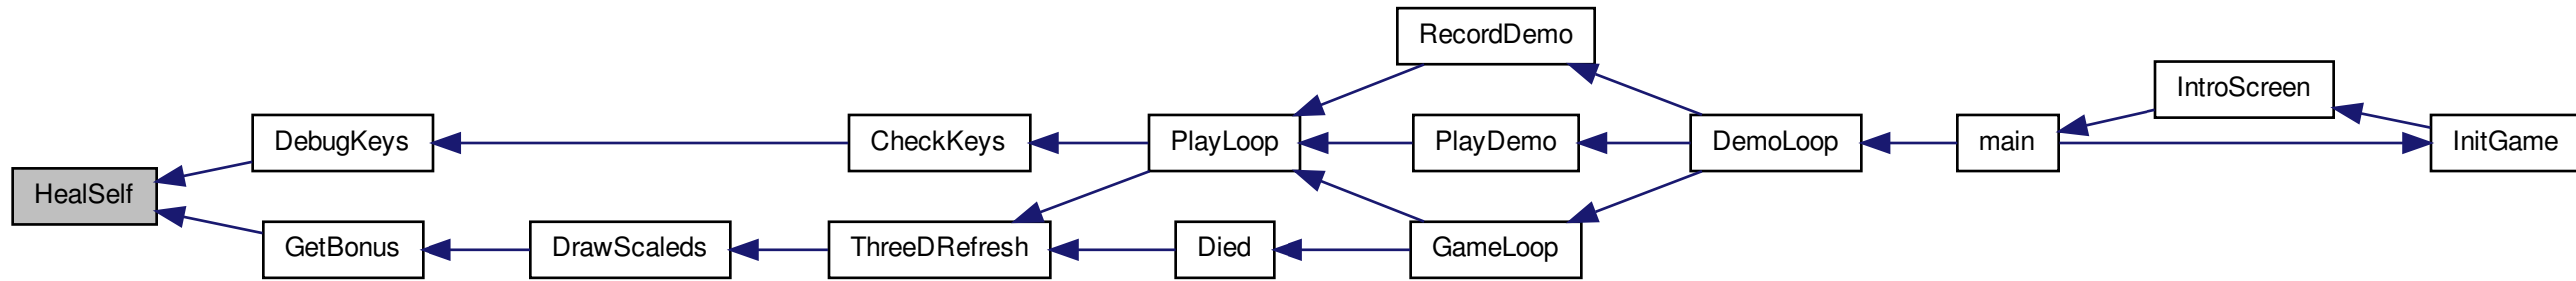 RecordDemo
IntroScreen
DebugKeys
CheckKeys
PlayLoop
PlayDemo
DemoLoop
main
InitGame
HealSelf
GetBonus
DrawScaleds
ThreeDRefresh
Died
GameLoop